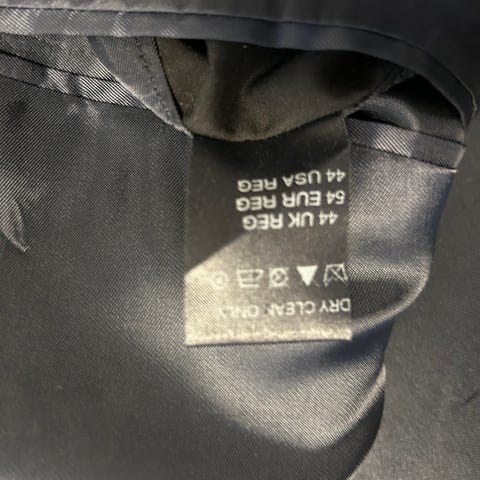 DRY CLEAN ONLY
44 UK REG
54 EUR REG
44 USA REG